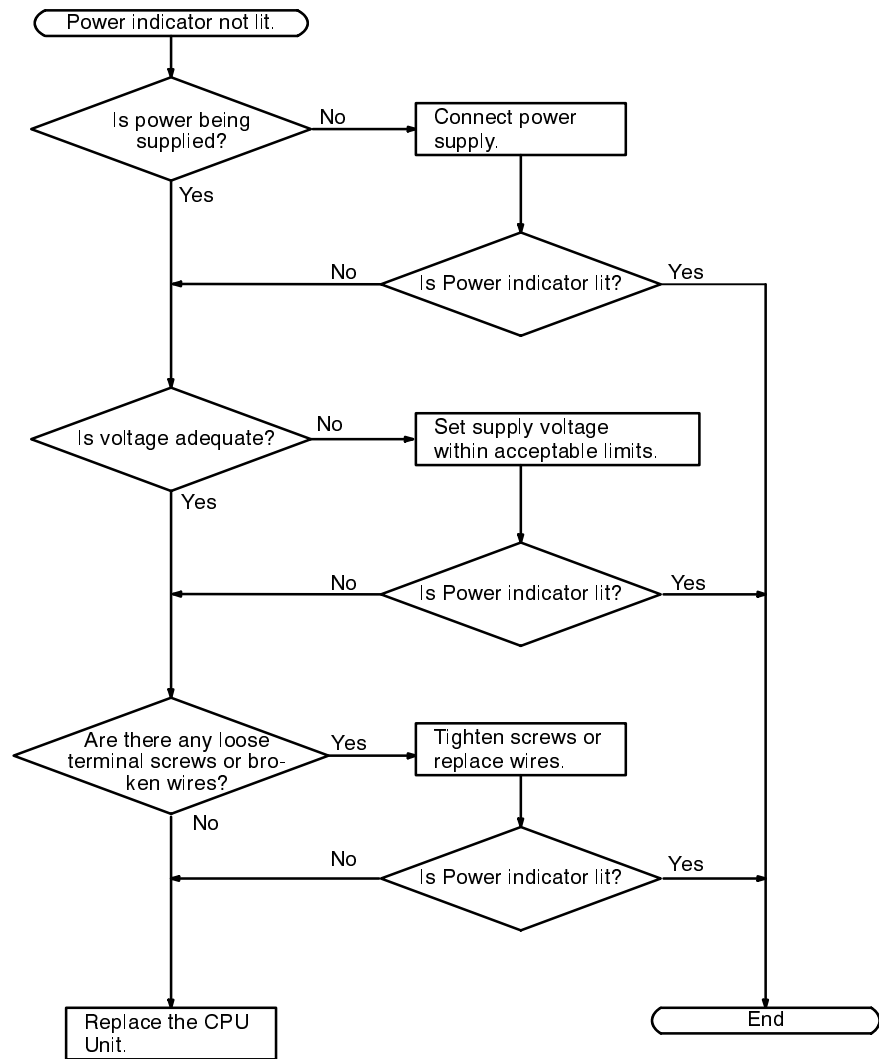 Power indicator not lit.
Is power being
supplied?
No
Connect power
supply.
Yes
No
Is Power indicator lit?
Yes
Is voltage adequate?
No
Set supply voltage
within acceptable limits.
Yes
No
Is Power indicator lit?
Yes
Are there any loose
terminal screws or bro-
ken wires?
Yes
Tighten screws or
replace wires.
No
No
Is Power indicator lit?
Yes
Replace the CPU
Unit.
End